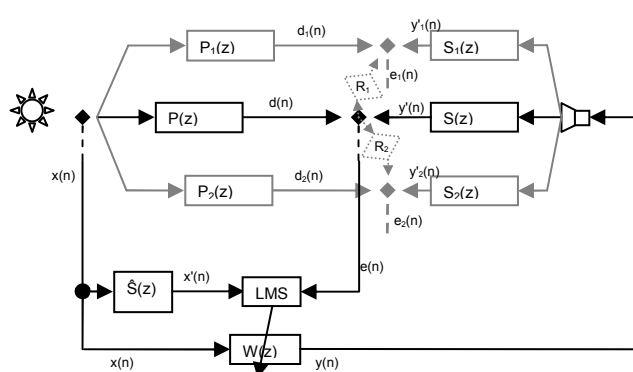 P₁(z)
d₁(n)
y'₁(n)
S₁(z)
e₁(n)
R₁
P(z)
d(n)
y'(n)
S(z)
R₂
x(n)
P₂(z)
d₂(n)
y'₂(n)
S₂(z)
e₂(n)
e(n)
Ŝ(z)
x'(n)
LMS
W(z)
x(n)
y(n)